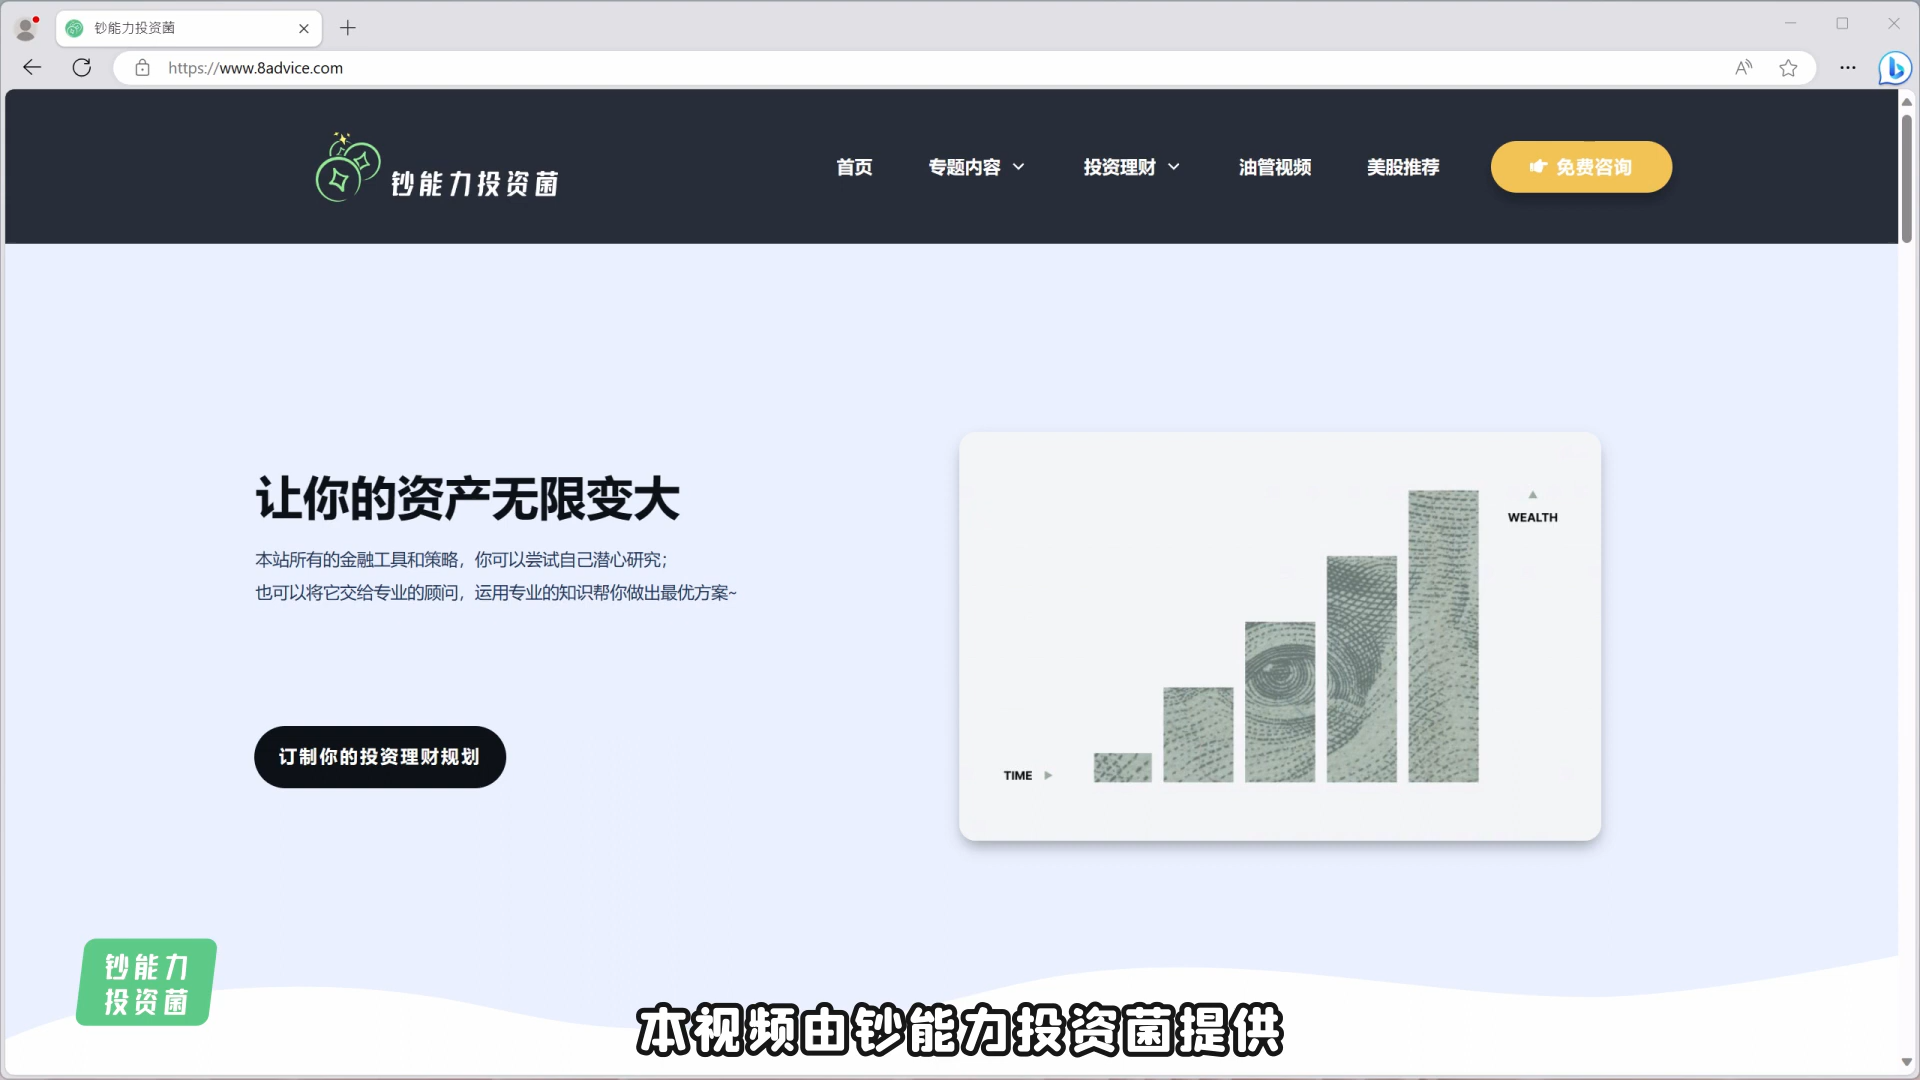 钞能力投资菌
https://www.8advice.com
钞能力投资菌
首页
专题内容
投资理财
油管视频
美股推荐
免费咨询
让你的资产无限变大
本站所有的金融工具和策略，你可以尝试自己潜心研究；
也可以将它交给专业的顾问，运用专业的知识帮你做出最优方案~
订制你的投资理财规划
WEALTH
TIME
钞能力
投资菌
本视频由钞能力投资菌提供